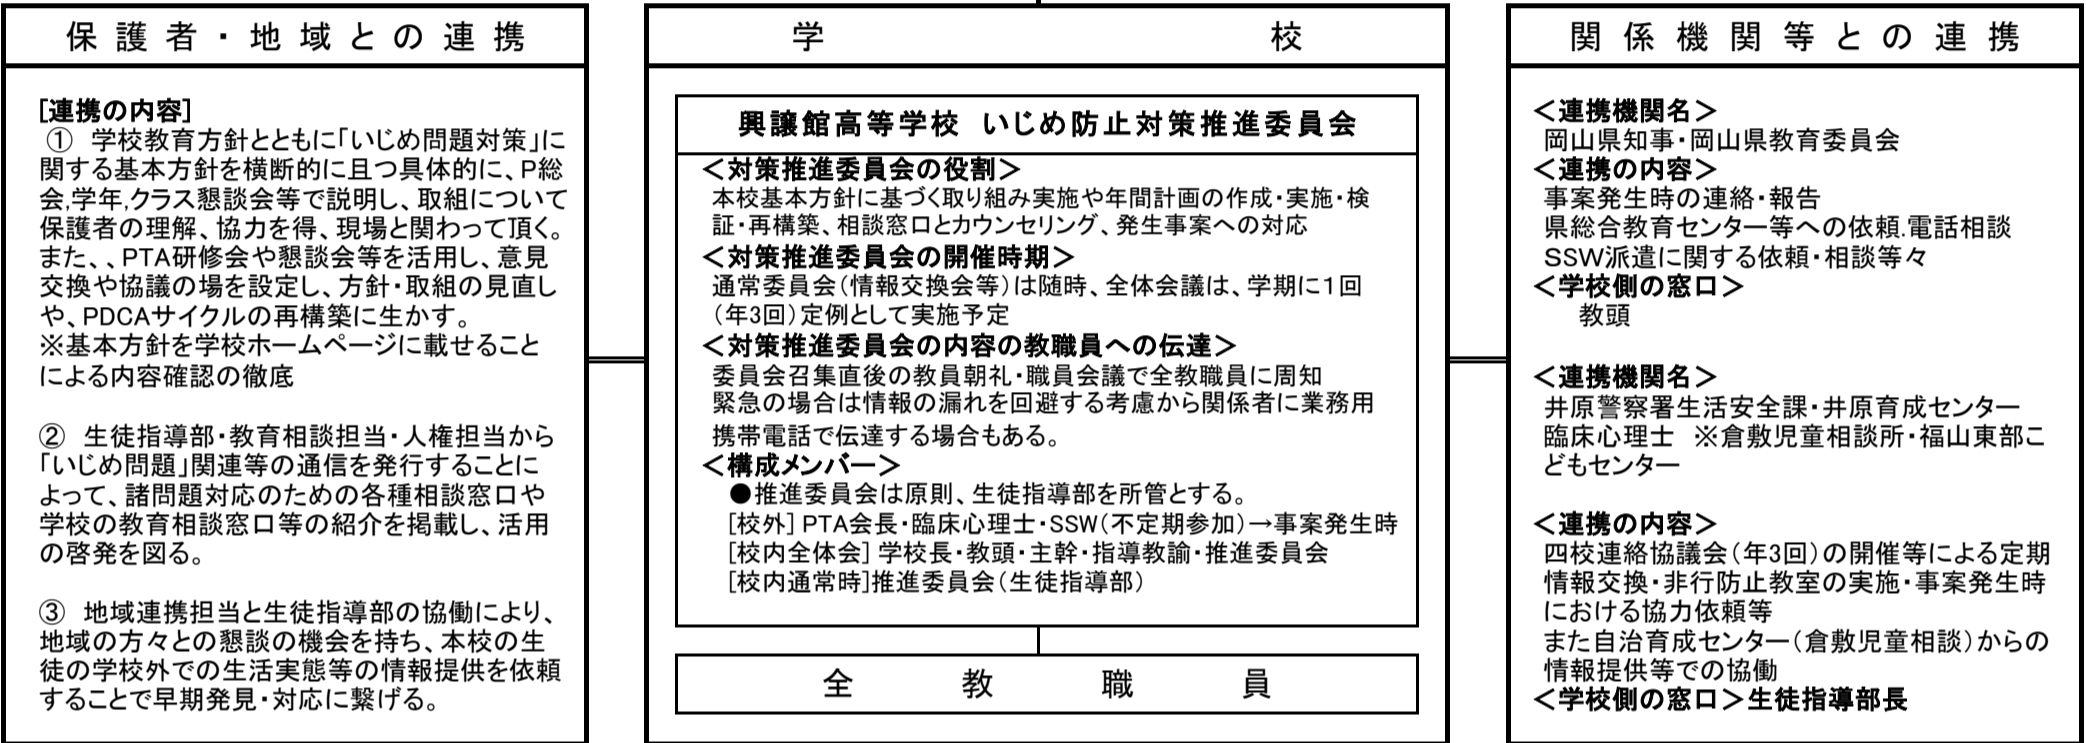 保護者・地域との連携
[連携の内容]
① 学校教育方針とともに「いじめ問題対策」に
関する基本方針を横断的に且つ具体的に、P総
会,学年,クラス懇談会等で説明し、取組について
保護者の理解、協力を得、現場と関わって頂く。
また、、PTA研修会や懇談会等を活用し、意見
交換や協議の場を設定し、方針・取組の見直し
や、PDCAサイクルの再構築に生かす。
※基本方針を学校ホームページに載せること
による内容確認の徹底
② 生徒指導部・教育相談担当・人権担当から
「いじめ問題」関連等の通信を発行することに
よって、諸問題対応のための各種相談窓口や
学校の教育相談窓口等の紹介を掲載し、活用
の啓発を図る。
③ 地域連携担当と生徒指導部の協働により、
地域の方々との懇談の機会を持ち、本校の生
徒の学校外での生活実態等の情報提供を依頼
することで早期発見・対応に繋げる。
学校
興譲館高等学校 いじめ防止対策推進委員会
＜対策推進委員会の役割＞
本校基本方針に基づく取り組み実施や年間計画の作成・実施・検
証・再構築、相談窓口とカウンセリング、発生事案への対応
＜対策推進委員会の開催時期＞
通常委員会（情報交換会等）は随時、全体会議は、学期に１回
（年3回）定例として実施予定
＜対策推進委員会の内容の教職員への伝達＞
委員会召集直後の教員朝礼・職員会議で全教職員に周知
緊急の場合は情報の漏れを回避する考慮から関係者に業務用
携帯電話で伝達する場合もある。
＜構成メンバー＞
●推進委員会は原則、生徒指導部を所管とする。
[校外] PTA会長・臨床心理士・SSW（不定期参加）→事案発生時
[校内全体会] 学校長・教頭・主幹・指導教諭・推進委員会
[校内通常時]推進委員会（生徒指導部）
全教職員
関係機関等との連携
＜連携機関名＞
岡山県知事・岡山県教育委員会
＜連携の内容＞
事案発生時の連絡・報告
県総合教育センター等への依頼.電話相談
SSW派遣に関する依頼・相談等々
＜学校側の窓口＞
教頭
＜連携機関名＞
井原警察署生活安全課・井原育成センター
臨床心理士 ※倉敷児童相談所・福山東部こ
どもセンター
＜連携の内容＞
四校連絡協議会（年3回）の開催等による定期
情報交換・非行防止教室の実施・事案発生時
における協力依頼等
また自治育成センター（倉敷児童相談）からの
情報提供等での協働
＜学校側の窓口＞生徒指導部長